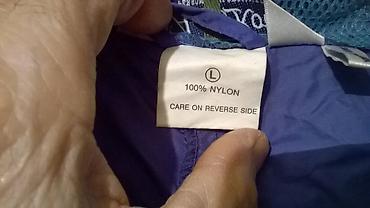 Ⓛ
100% NYLON
CARE ON REVERSE SIDE